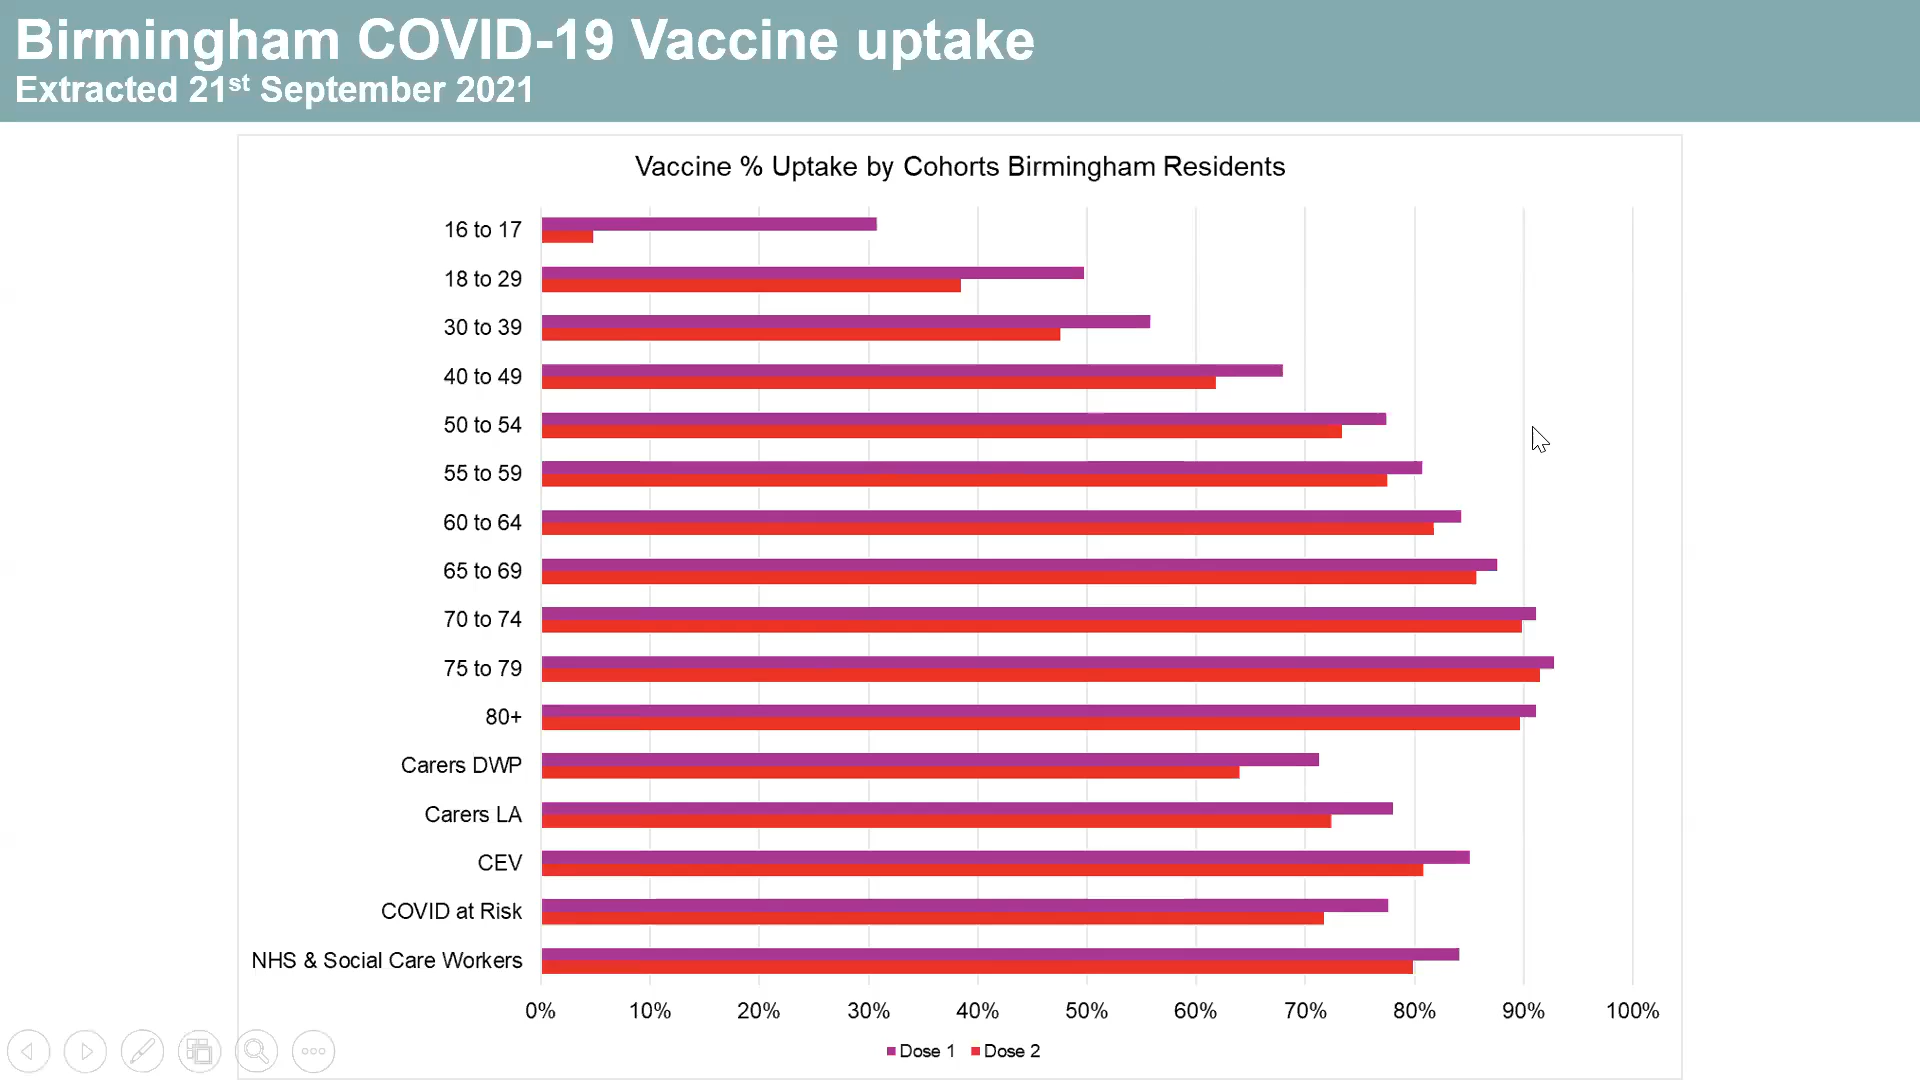 Birmingham COVID-19 Vaccine uptake
Extracted 21st September 2021
Vaccine % Uptake by Cohorts Birmingham Residents
16 to 17
18 to 29
30 to 39
40 to 49
50 to 54
55 to 59
60 to 64
65 to 69
70 to 74
75 to 79
80+
Carers DWP
Carers LA
CEV
COVID at Risk
NHS & Social Care Workers
0% 10% 20% 30% 40% 50% 60% 70% 80% 90% 100%
Dose 1 Dose 2